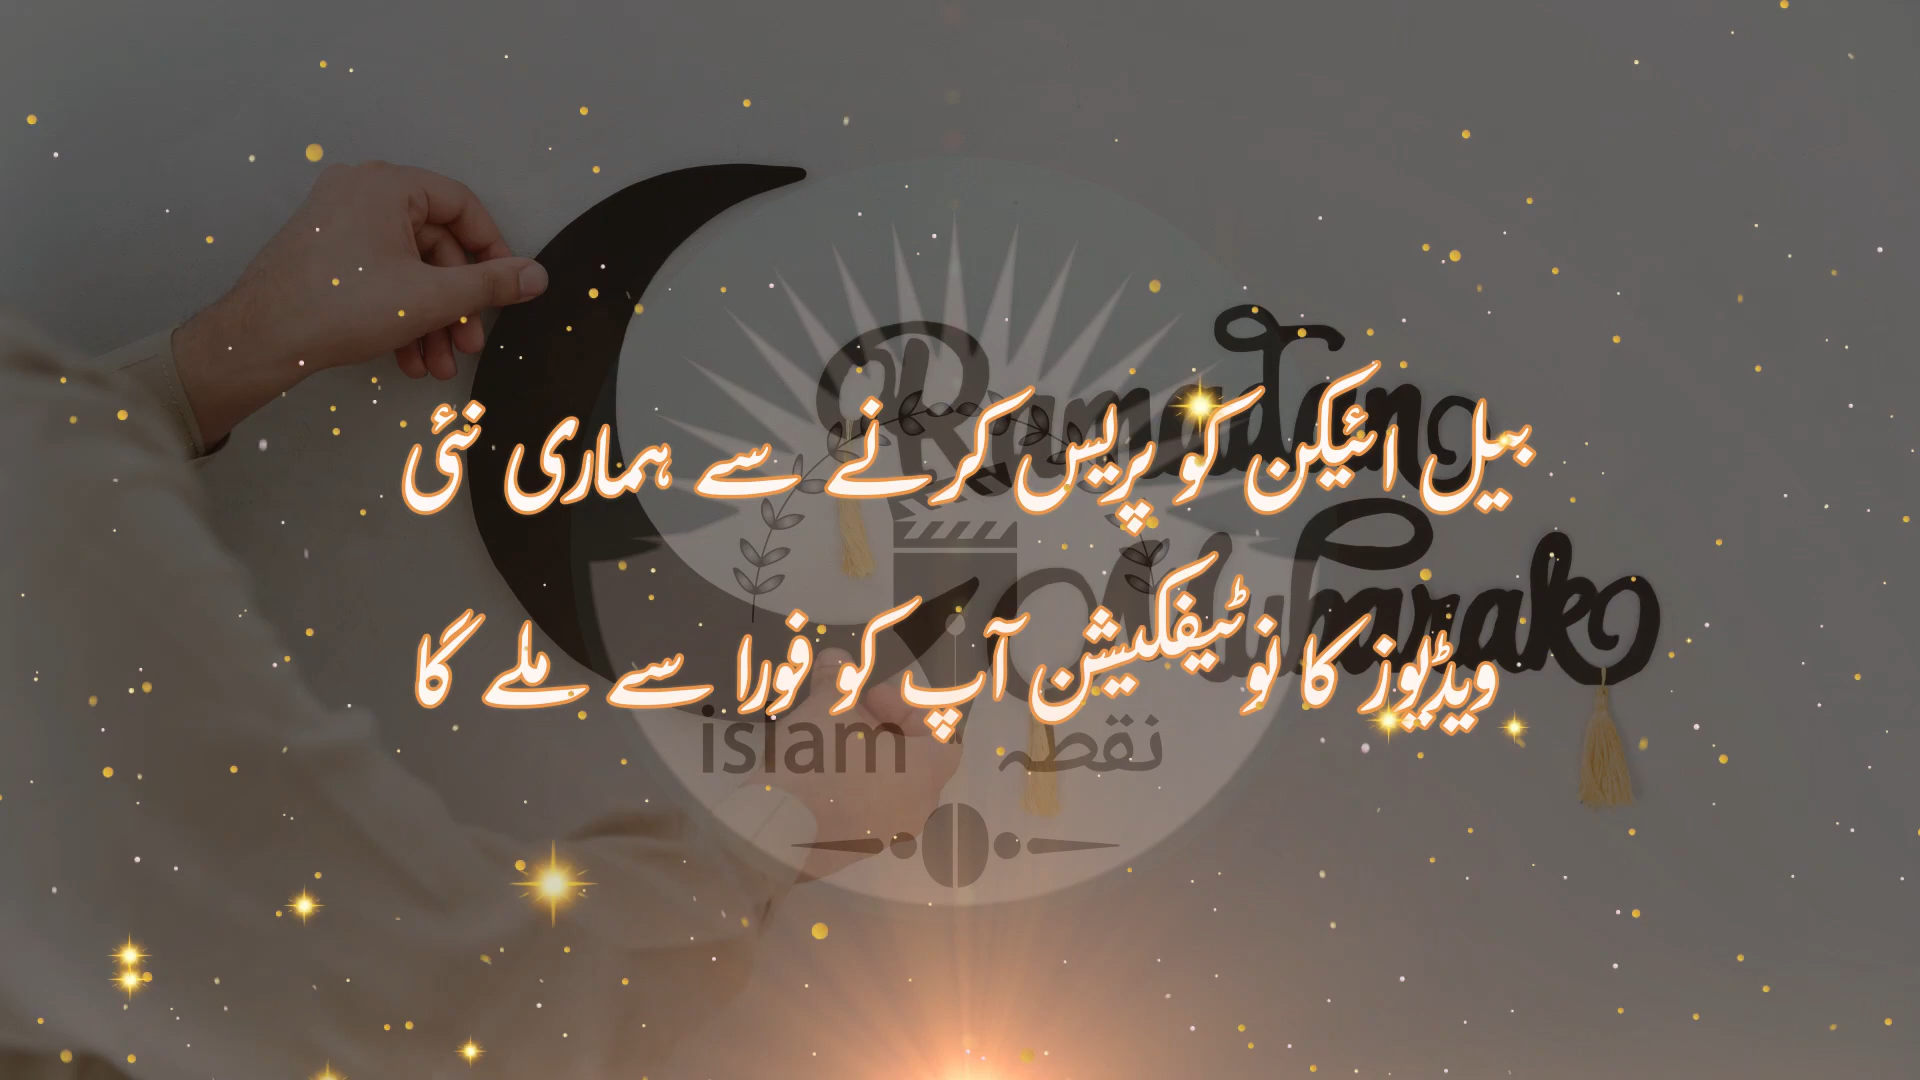 Ramadan
بیل ائیکن کو پریس کرنے سے ہماری نئی
Mubarak
ویڈیوز کا نوٹیفکیشن آپ کو فورا سے ملے گا
islam نقطہ